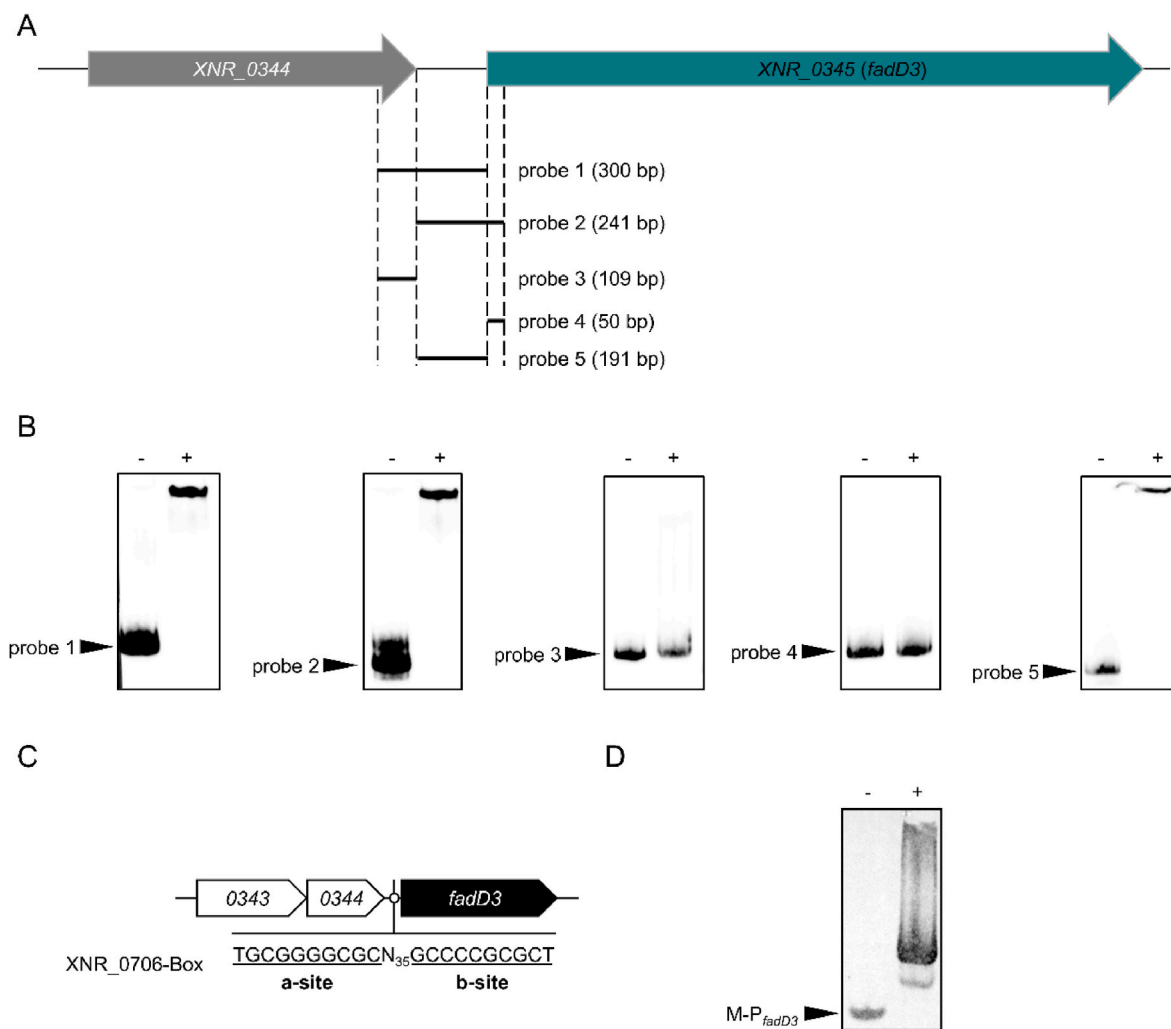 A
XNR_0344
XNR_0345 (fadD3)
probe 1 (300 bp)
probe 2 (241 bp)
probe 3 (109 bp)
probe 4 (50 bp)
probe 5 (191 bp)
B
- +
- +
- +
- +
- +
probe 1
probe 2
probe 3
probe 4
probe 5
C
0343
0344
fadD3
XNR_0706-Box
TGCGGGGCGCN35GCCCCGCGCT
a-site
b-site
D
- +
M-PfadD3